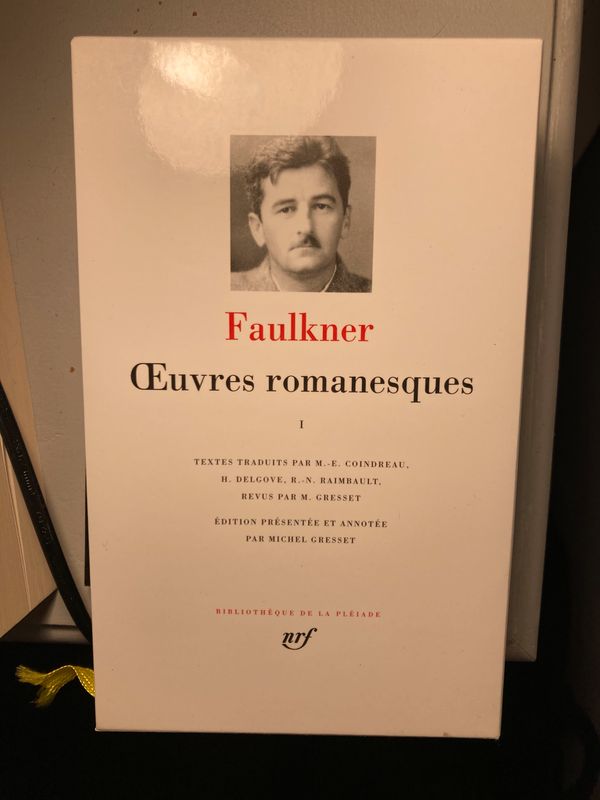 Faulkner
Œuvres romanesques
I
TEXTES TRADUITS PAR M.-E. COINDREAU,
H. DELGOVE, R.-N. RAIMBAULT,
REVUS PAR M. GRESSET
ÉDITION PRÉSENTÉE ET ANNOTÉE
PAR MICHEL GRESSET
BIBLIOTHÈQUE DE LA PLÉIADE
nrf